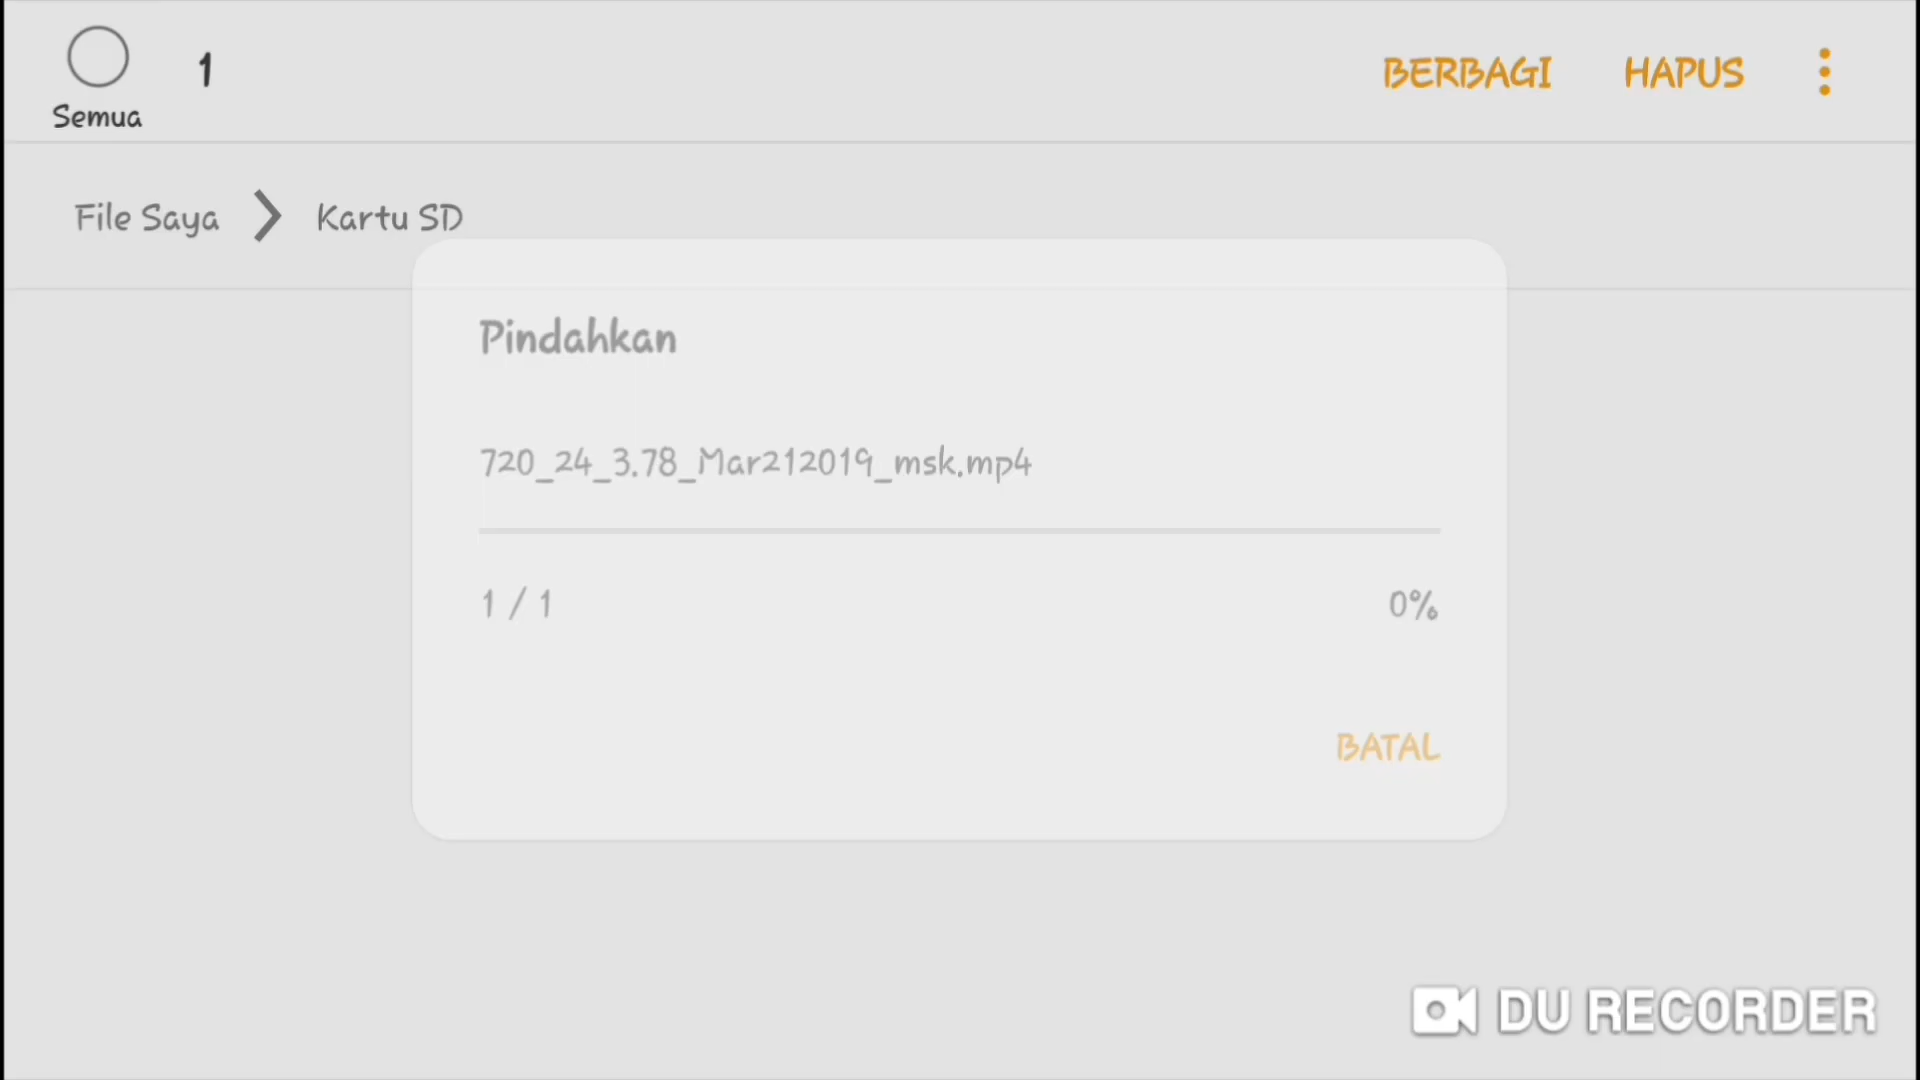 1
BERBAGI
HAPUS
Semua
File Saya
Kartu SD
Pindahkan
720_24_3.78_Mar212019_msk.mp4
1 / 1
0%
BATAL
DU RECORDER